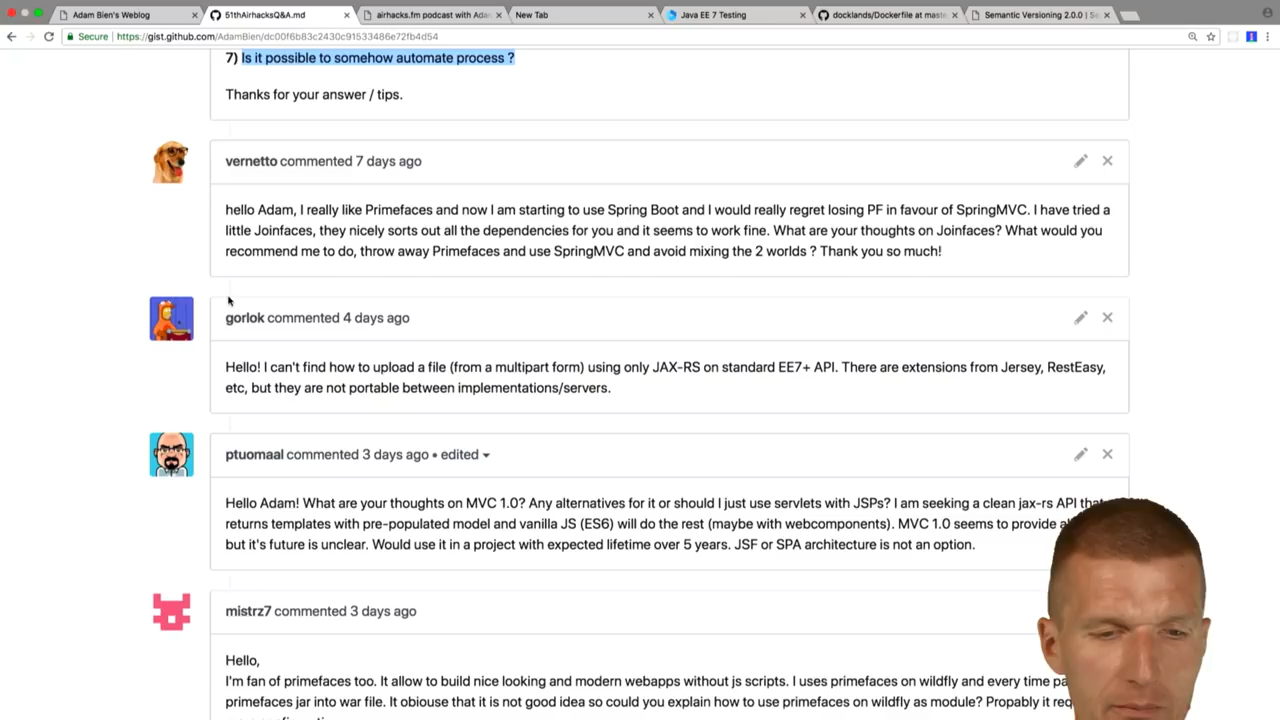 Adam Bien's Weblog
51thAirhacksQ&A.md
airhacks.fm podcast with Adam
New Tab
Java EE 7 Testing
docklands/Dockerfile at maste
Semantic Versioning 2.0.0 | Se
Secure https://gist.github.com/AdamBien/dc00f6b83c2430c91533486e72fb4d54
7) Is it possible to somehow automate process ?
Thanks for your answer / tips.
vernetto commented 7 days ago
hello Adam, I really like Primefaces and now I am starting to use Spring Boot and I would really regret losing PF in favour of SpringMVC. I have tried a
little Joinfaces, they nicely sorts out all the dependencies for you and it seems to work fine. What are your thoughts on Joinfaces? What would you
recommend me to do, throw away Primefaces and use SpringMVC and avoid mixing the 2 worlds ? Thank you so much!
gorlok commented 4 days ago
Hello! I can't find how to upload a file (from a multipart form) using only JAX-RS on standard EE7+ API. There are extensions from Jersey, RestEasy,
etc, but they are not portable between implementations/servers.
ptuomaal commented 3 days ago • edited
Hello Adam! What are your thoughts on MVC 1.0? Any alternatives for it or should I just use servlets with JSPs? I am seeking a clean jax-rs API that
returns templates with pre-populated model and vanilla JS (ES6) will do the rest (maybe with webcomponents). MVC 1.0 seems to provide
but it's future is unclear. Would use it in a project with expected lifetime over 5 years. JSF or SPA architecture is not an option.
mistrz7 commented 3 days ago
Hello,
I'm fan of primefaces too. It allow to build nice looking and modern webapps without js scripts. I uses primefaces on wildfly and every time
primefaces jar into war file. It obiouse that it is not good idea so could you explain how to use primefaces on wildfly as module? Propably it